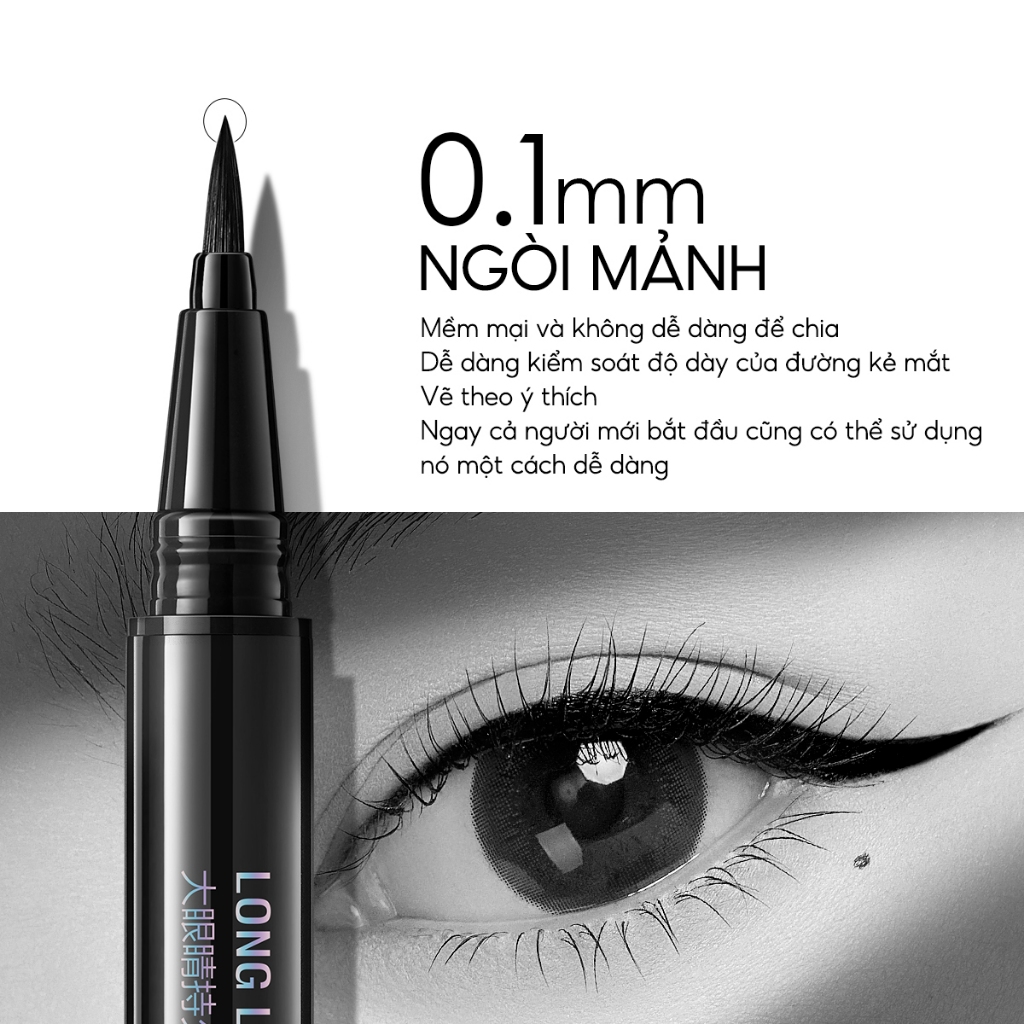 0.1mm
NGÒI MẢNH
Mềm mại và không dễ dàng để chia
Dễ dàng kiểm soát độ dày của đường kẻ mắt
Vẽ theo ý thích
Ngay cả người mới bắt đầu cũng có thể sử dụng
nó một cách dễ dàng
LONG L
大眼睛持